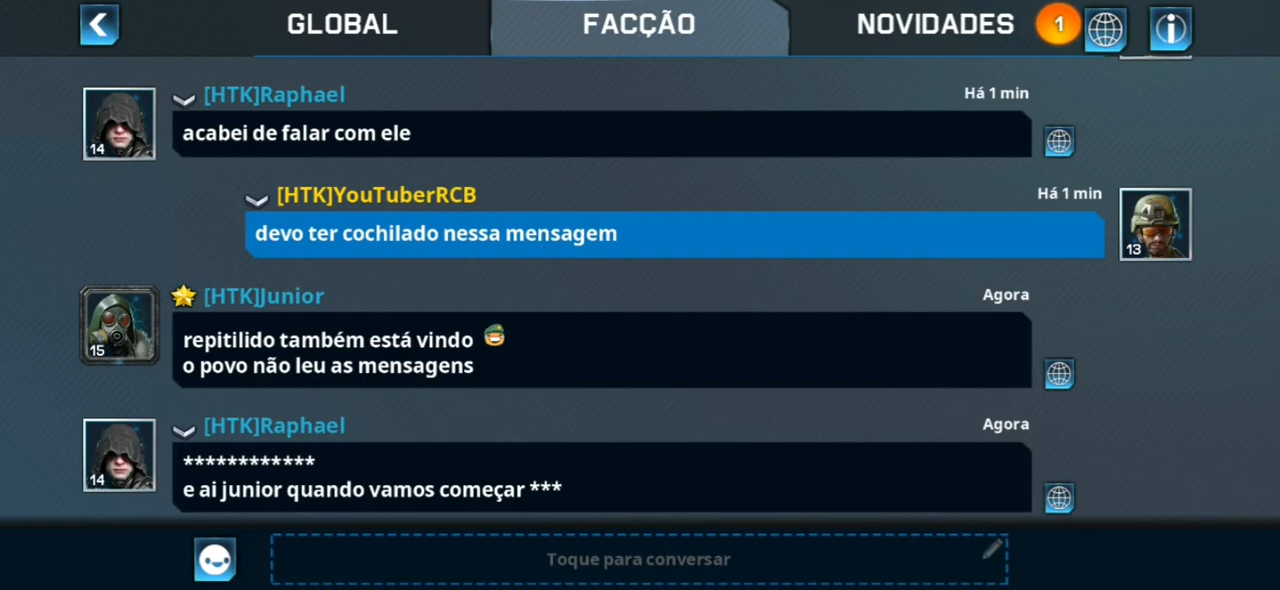 GLOBAL
FACÇÃO
NOVIDADES
1
[HTK]Raphael
Há 1 min
14
acabei de falar com ele
[HTK]YouTuberRCB
Há 1 min
13
devo ter cochilado nessa mensagem
[HTK]Junior
Agora
15
repitilido também está vindo
o povo não leu as mensagens
[HTK]Raphael
Agora
14
************
e ai junior quando vamos começar ***
Toque para conversar